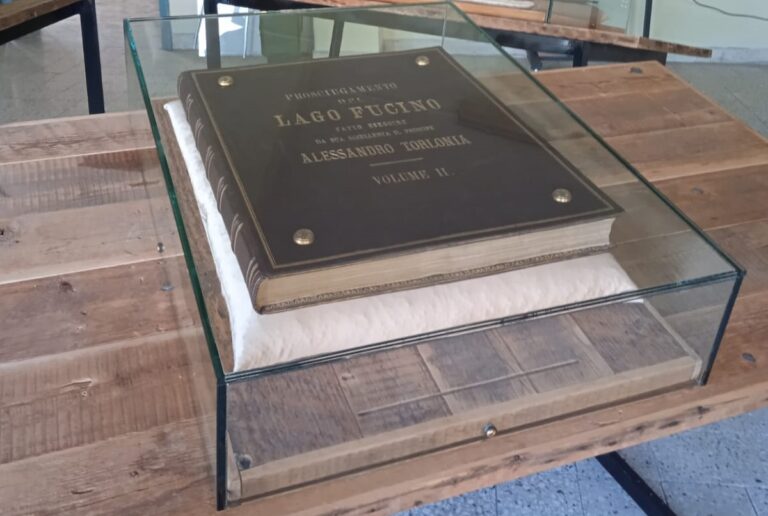 PROSCIUGAMENTO
DEL
LAGO FUCINO
FATTO ESEGUIRE
DA SUA ECCELLENZA IL PRINCIPE
ALESSANDRO TORLONIA
VOLUME II.